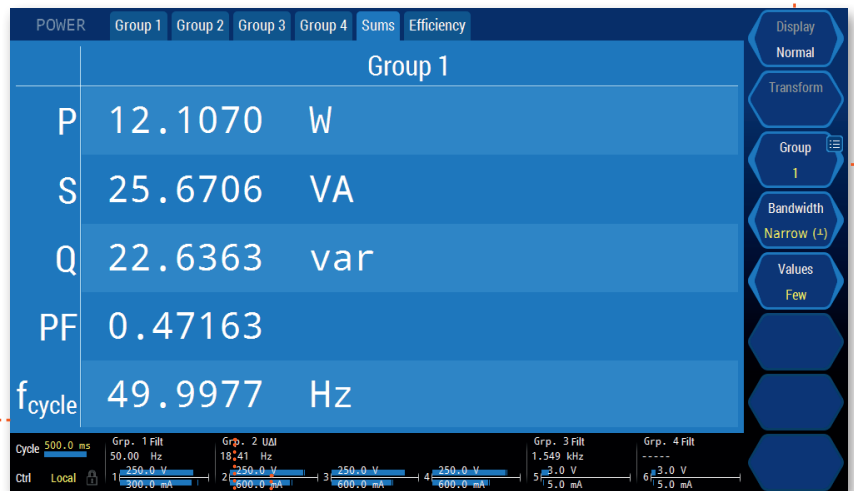 POWER Group 1 Group 2 Group 3 Group 4 Sums Efficiency
Group 1
P 12.1070 W
S 25.6706 VA
Q 22.6363 var
PF 0.47163
fcycle 49.9977 Hz
Display
Normal
Transform
Group
1
Bandwidth
Narrow (⊥)
Values
Few
Cycle 500.0 ms
Ctrl Local
Grp. 1 Filt
50.00 Hz
1 250.0 V
300.0 mA
Grp. 2 UΔI
18.41 Hz
2 250.0 V
600.0 mA
3 250.0 V
600.0 mA
4 250.0 V
600.0 mA
Grp. 3 Filt
1.549 kHz
5 3.0 V
5.0 mA
Grp. 4 Filt
-----
6 3.0 V
5.0 mA